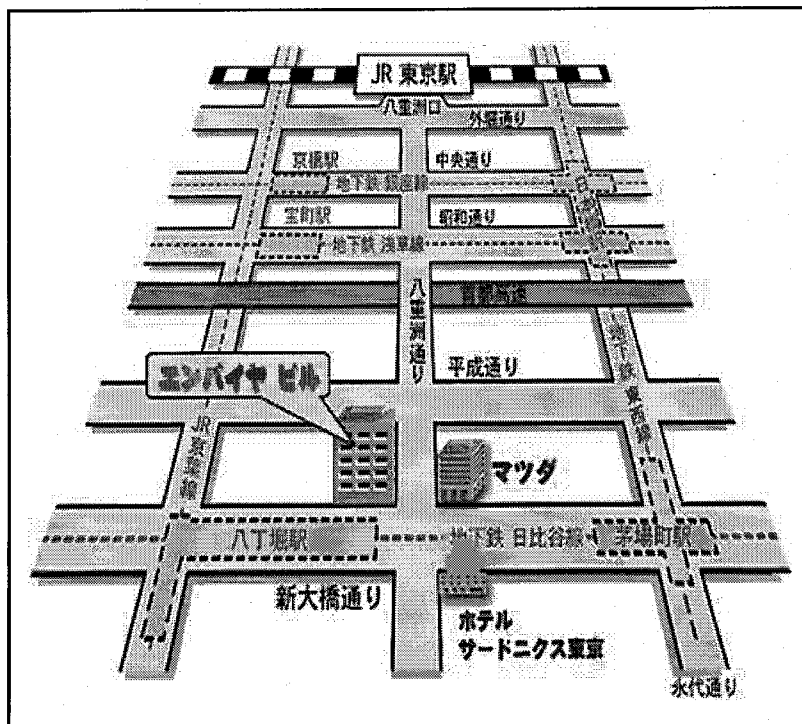 JR 東京駅
八重洲口
外堀通り
京橋駅
中央通り
地下鉄 銀座線
日本橋駅
宝町駅
昭和通り
地下鉄 浅草線
首都高速
八重洲通り
平成通り
地下鉄 東西線
エンパイヤ ビル
JR京葉線
マツダ
八丁堀駅
地下鉄 日比谷線
茅場町駅
新大橋通り
ホテル
サードニクス東京
永代通り